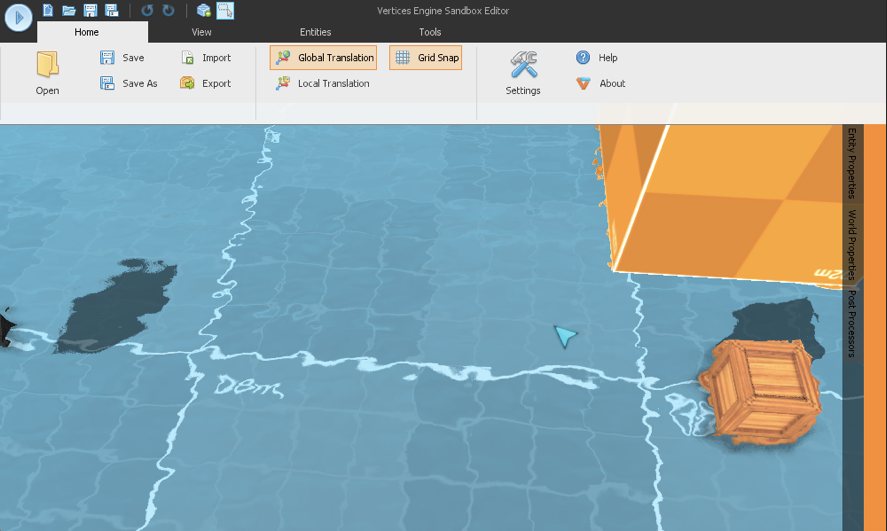 Vertices Engine Sandbox Editor
Home View Entities Tools
Open
Save
Save As
Import
Export
Global Translation
Local Translation
Grid Snap
Settings
Help
About
Entity Properties
World Properties
Post Processors